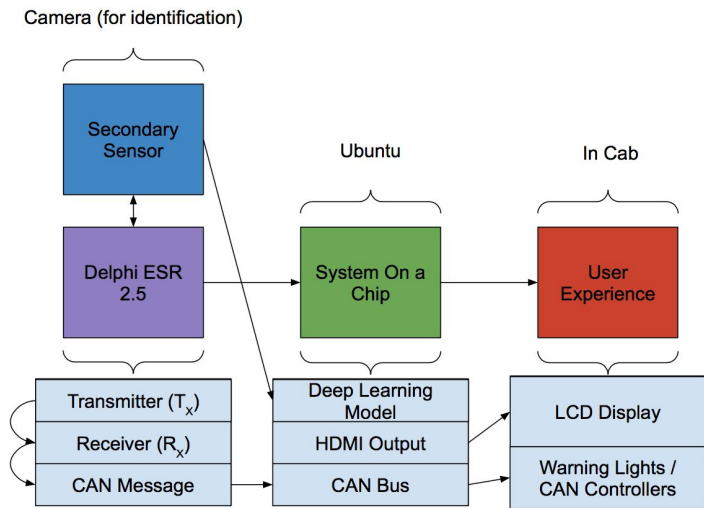 Camera (for identification)
Secondary
Sensor
Ubuntu
In Cab
Delphi ESR
2.5
System On a
Chip
User
Experience
Transmitter (Tx)
Receiver (Rx)
CAN Message
Deep Learning
Model
HDMI Output
CAN Bus
LCD Display
Warning Lights /
CAN Controllers